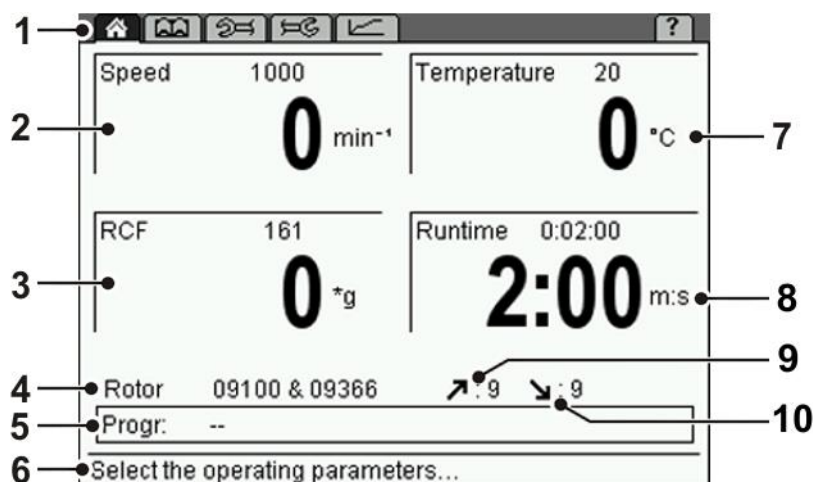 1 ?
Speed 1000
Temperature 20
2 0 min⁻¹
0 °C 7
RCF 161
Runtime 0:02:00
3 0 *g
2:00 m:s 8
9
4 Rotor 09100 & 09366 ↗:9 ↘:9
10
5 Progr: --
6 Select the operating parameters...